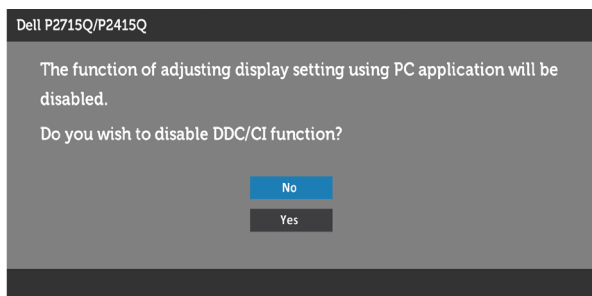 Dell P2715Q/P2415Q
The function of adjusting display setting using PC application will be
disabled.
Do you wish to disable DDC/CI function?
No
Yes